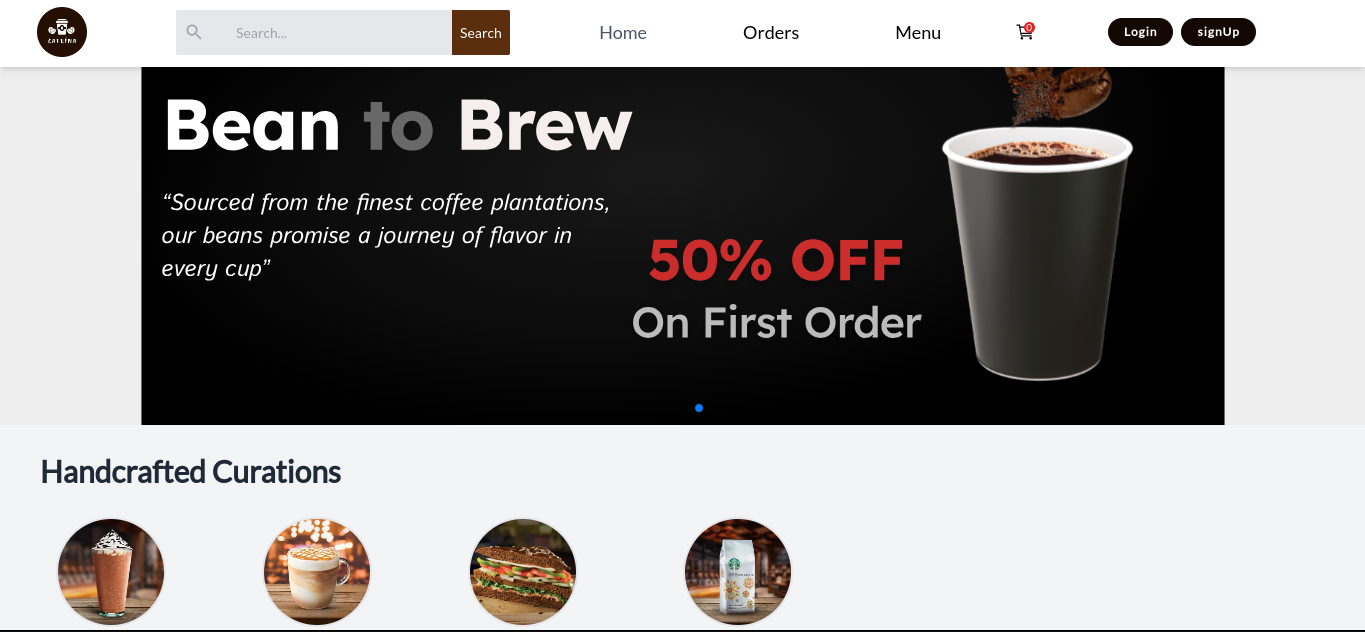 CAFEINA
Search...
Search
Home
Orders
Menu
0
Login
signUp
Bean to Brew
“Sourced from the finest coffee plantations,
our beans promise a journey of flavor in
every cup”
50% OFF
On First Order
Handcrafted Curations